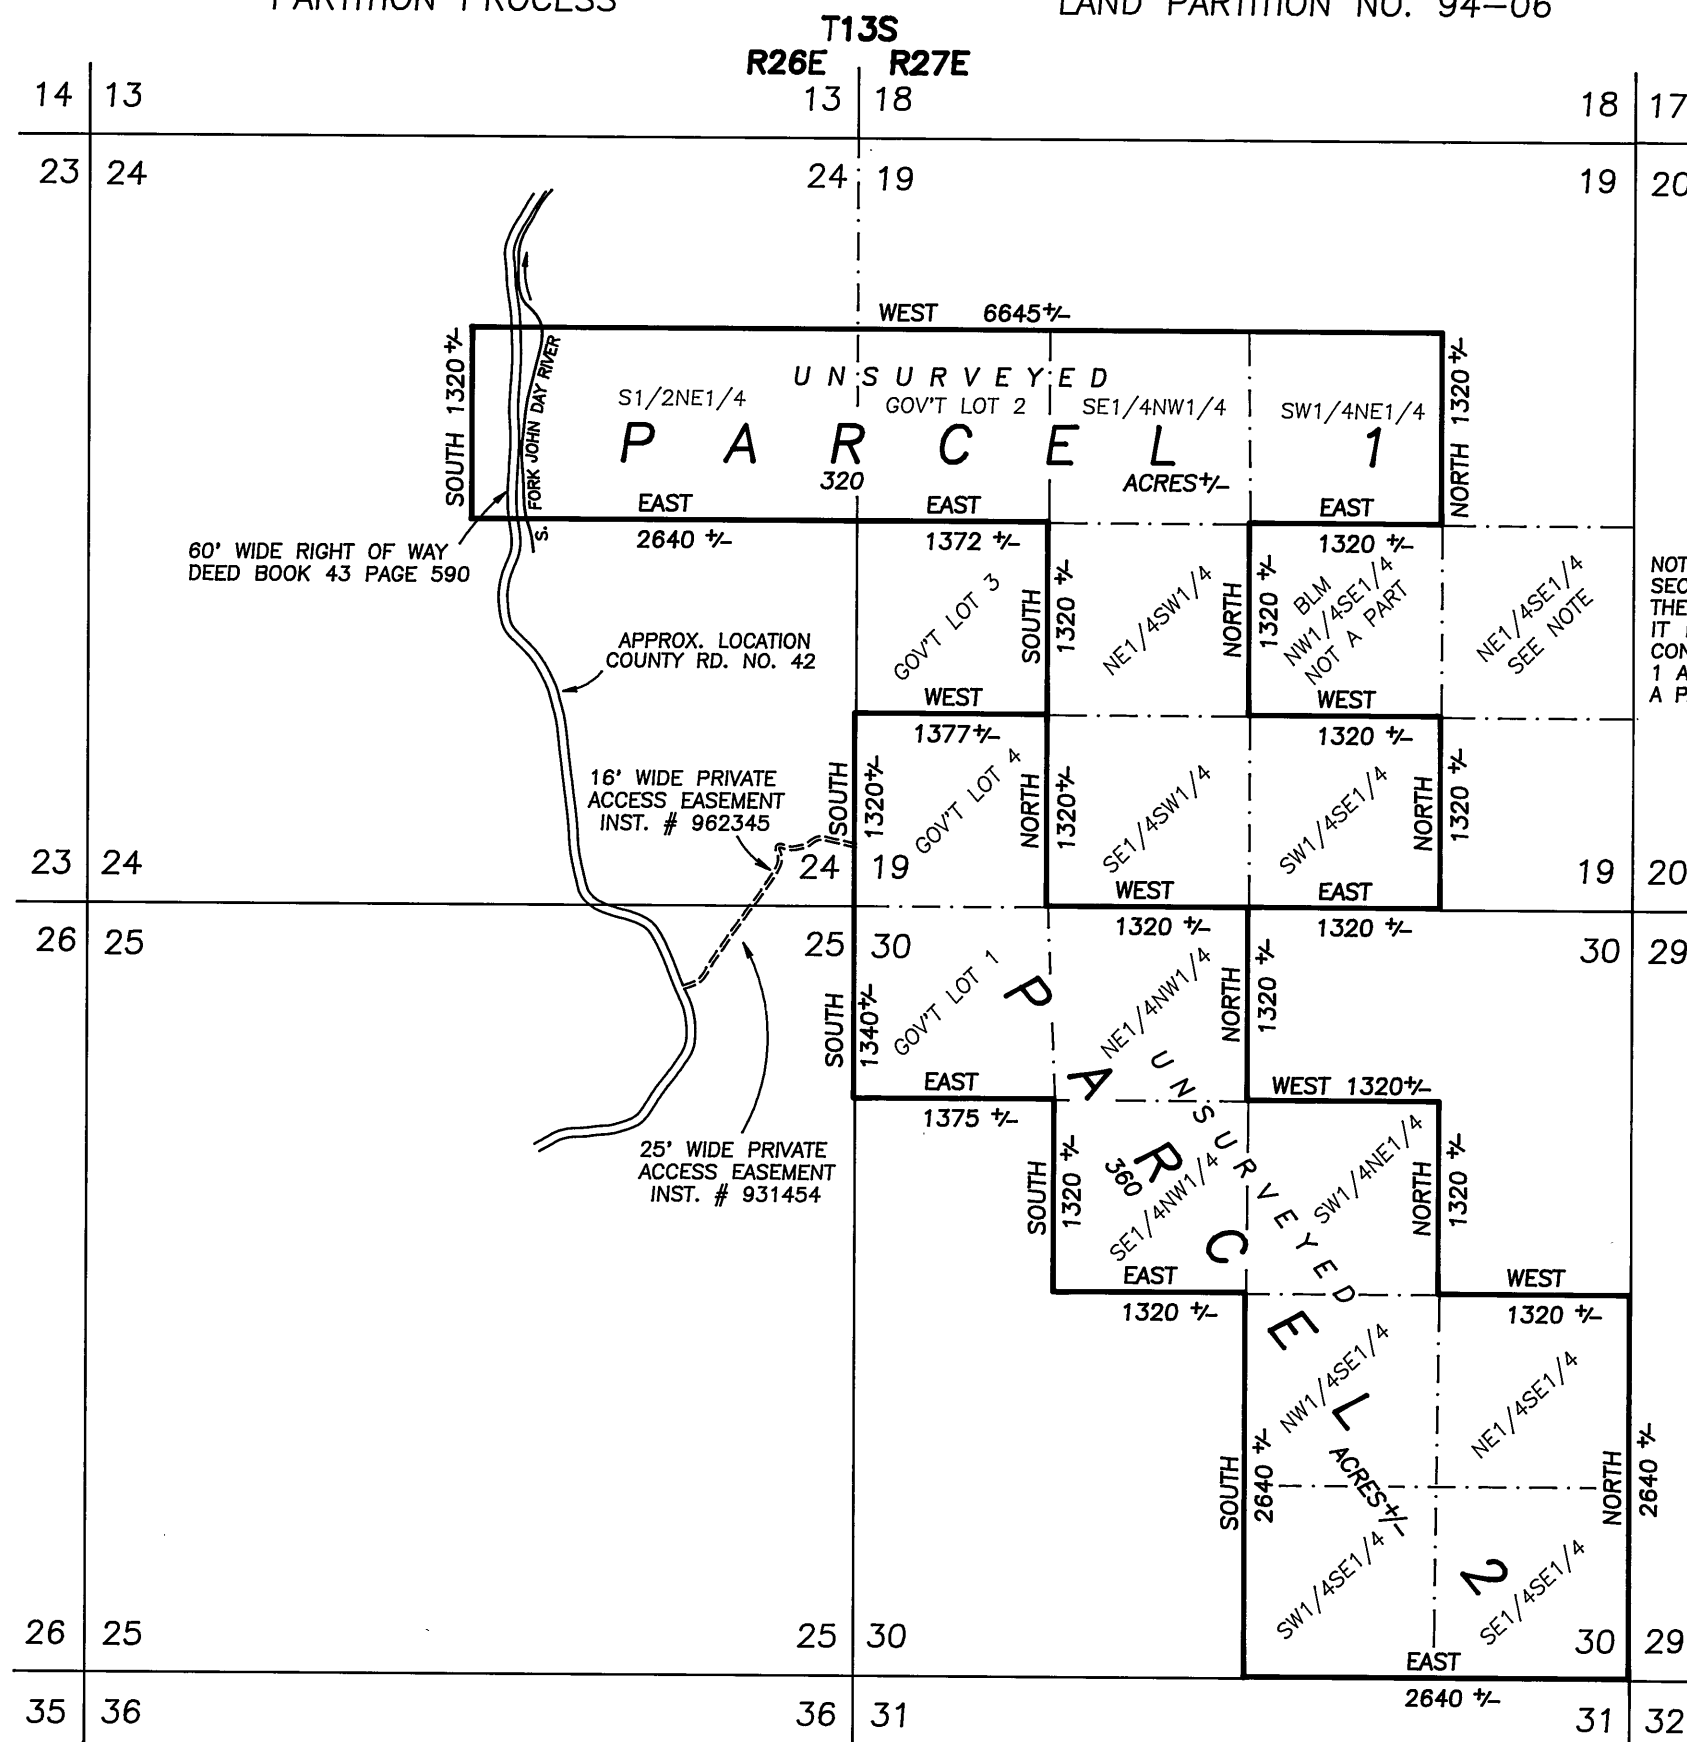 PARTITION PROCESS
LAND PARTITION NO. 94-06
T13S
R26E R27E
14 13
13 18
18 17
23 24
24 19
19 20
WEST 6645+/-
SOUTH 1320 +/-
S. FORK JOHN DAY RIVER
UNSURVEYED
S1/2NE1/4
GOV'T LOT 2
SE1/4NW1/4
SW1/4NE1/4
NORTH 1320 +/-
PARCEL 1
320 ACRES+/-
EAST
2640 +/-
EAST
1372 +/-
EAST
1320 +/-
60' WIDE RIGHT OF WAY
DEED BOOK 43 PAGE 590
GOV'T LOT 3
SOUTH
1320 +/-
NE1/4SW1/4
NORTH
1320 +/-
BLM
NW1/4SE1/4
NOT A PART
NE1/4SE1/4
SEE NOTE
NOT
SEC
THE
IT
CON
1 A
A P
APPROX. LOCATION
COUNTY RD. NO. 42
WEST
1377+/-
WEST
1320 +/-
16' WIDE PRIVATE
ACCESS EASEMENT
INST. # 962345
SOUTH
1320+/-
GOV'T LOT 4
NORTH
1320+/-
SE1/4SW1/4
SW1/4SE1/4
NORTH
1320 +/-
23 24
24 19
19 20
WEST
1320 +/-
EAST
1320 +/-
26 25
25 30
30 29
SOUTH
1340+/-
GOV'T LOT 1
NE1/4NW1/4
NORTH
1320 +/-
EAST
1375 +/-
WEST 1320+/-
25' WIDE PRIVATE
ACCESS EASEMENT
INST. # 931454
PARCEL 2
360 ACRES+/-
UNSURVEYED
SOUTH
1320 +/-
SE1/4NW1/4
SW1/4NE1/4
NORTH
1320 +/-
EAST
1320 +/-
WEST
1320 +/-
NW1/4SE1/4
NE1/4SE1/4
SOUTH
2640 +/-
NORTH
2640 +/-
SW1/4SE1/4
SE1/4SE1/4
26 25
25 30
30 29
EAST
2640 +/-
35 36
36 31
31 32